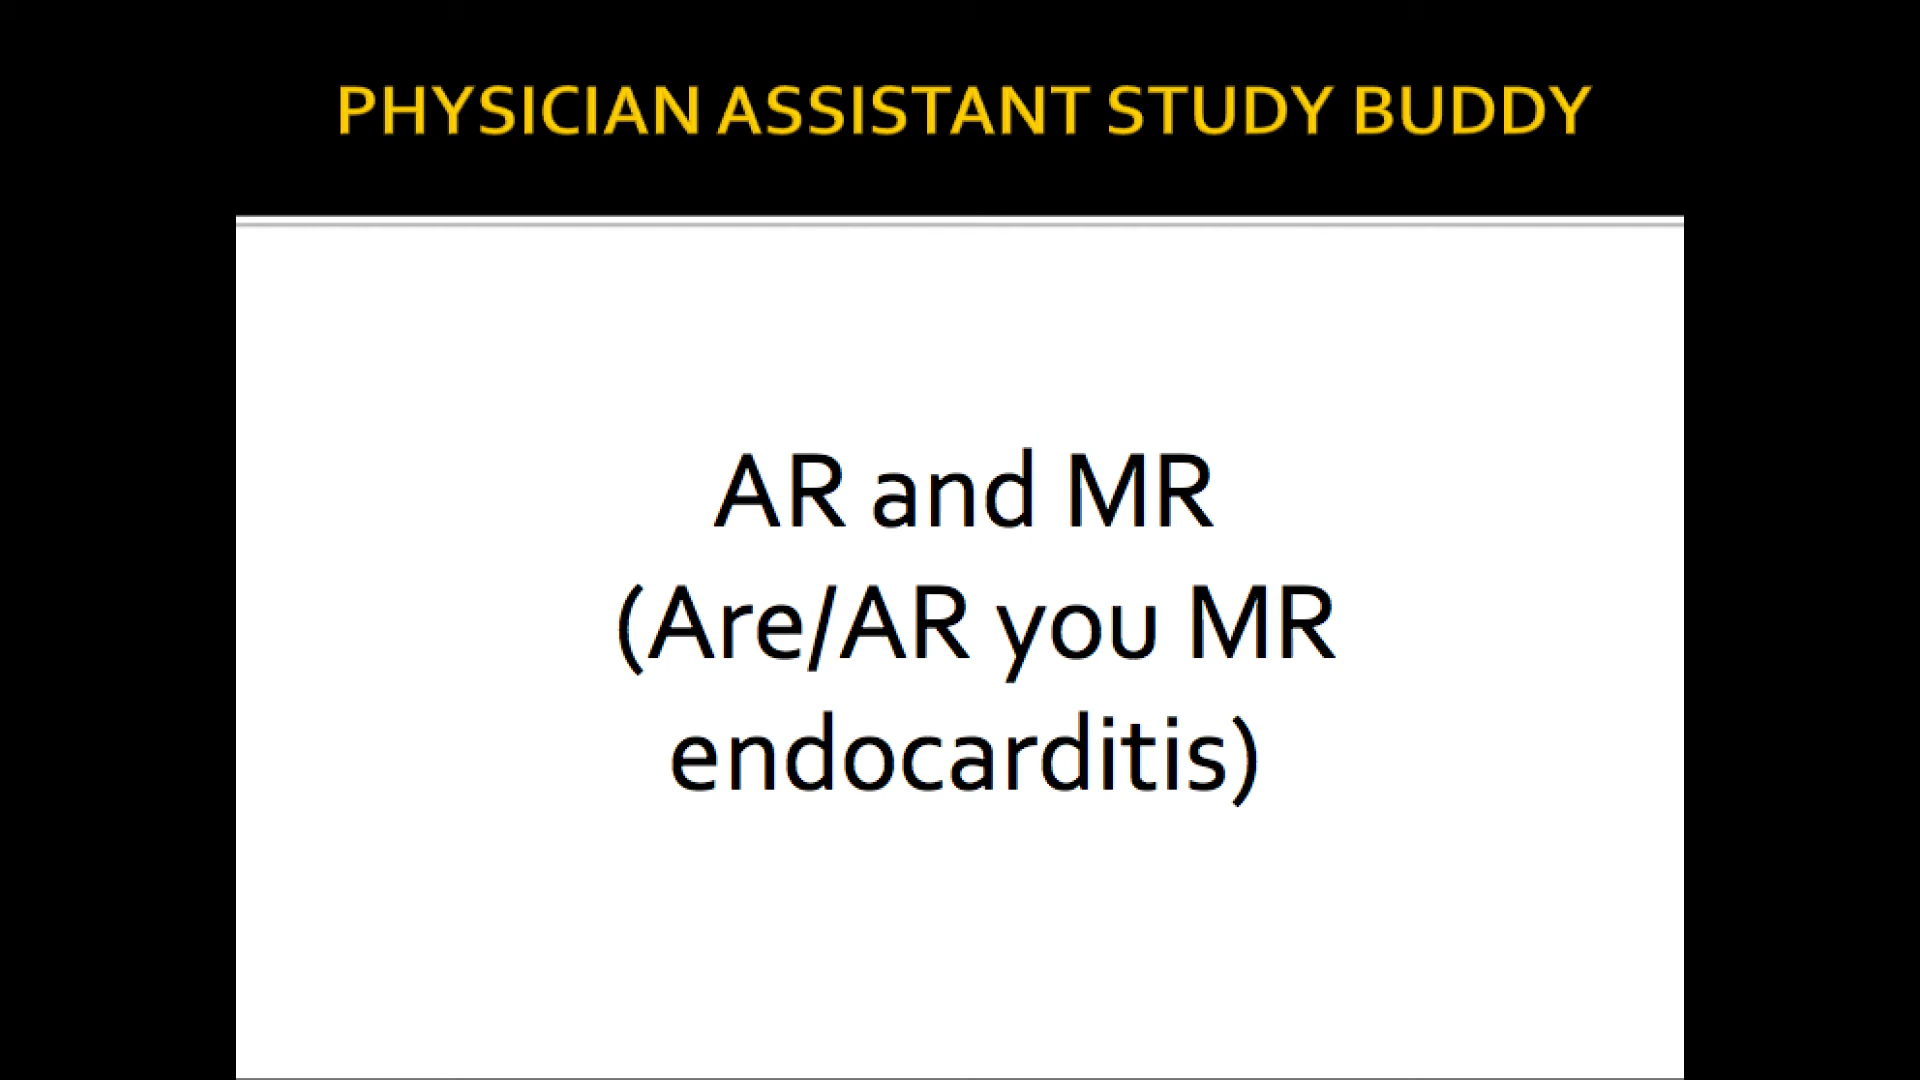 PHYSICIAN ASSISTANT STUDY BUDDY
AR and MR
(Are/AR you MR
endocarditis)